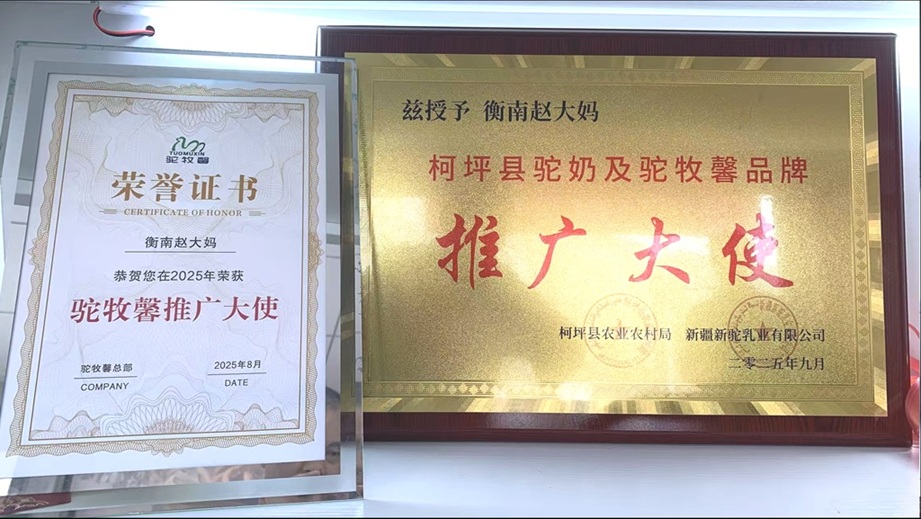 TUOMUXIN
驼牧馨
荣誉证书
CERTIFICATE OF HONOR
衡南赵大妈
恭贺您在2025年荣获
驼牧馨推广大使
驼牧馨总部
COMPANY
2025年8月
DATE
兹授予 衡南赵大妈
柯坪县驼奶及驼牧馨品牌
推广大使
柯坪县农业农村局 新疆新驼乳业有限公司
二零二五年九月